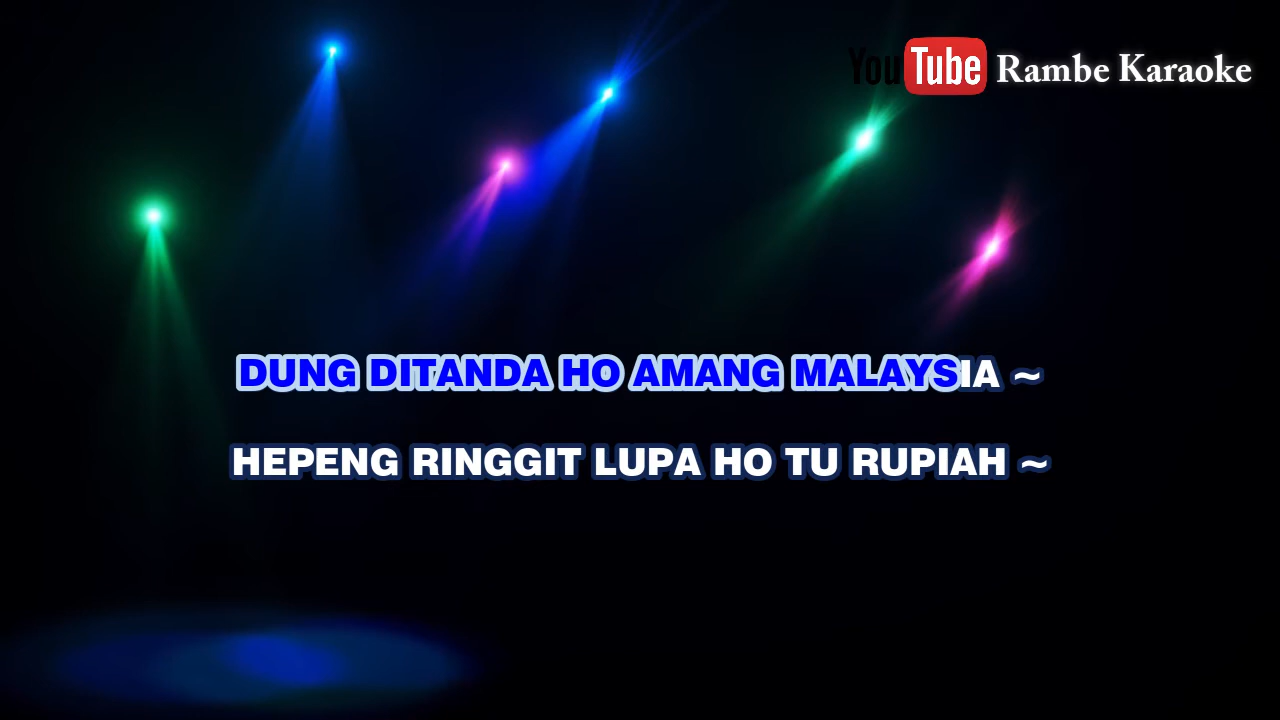 YouTube Rambe Karaoke
DUNG DITANDA HO AMANG MALAYSIA ~
HEPENG RINGGIT LUPA HO TU RUPIAH ~